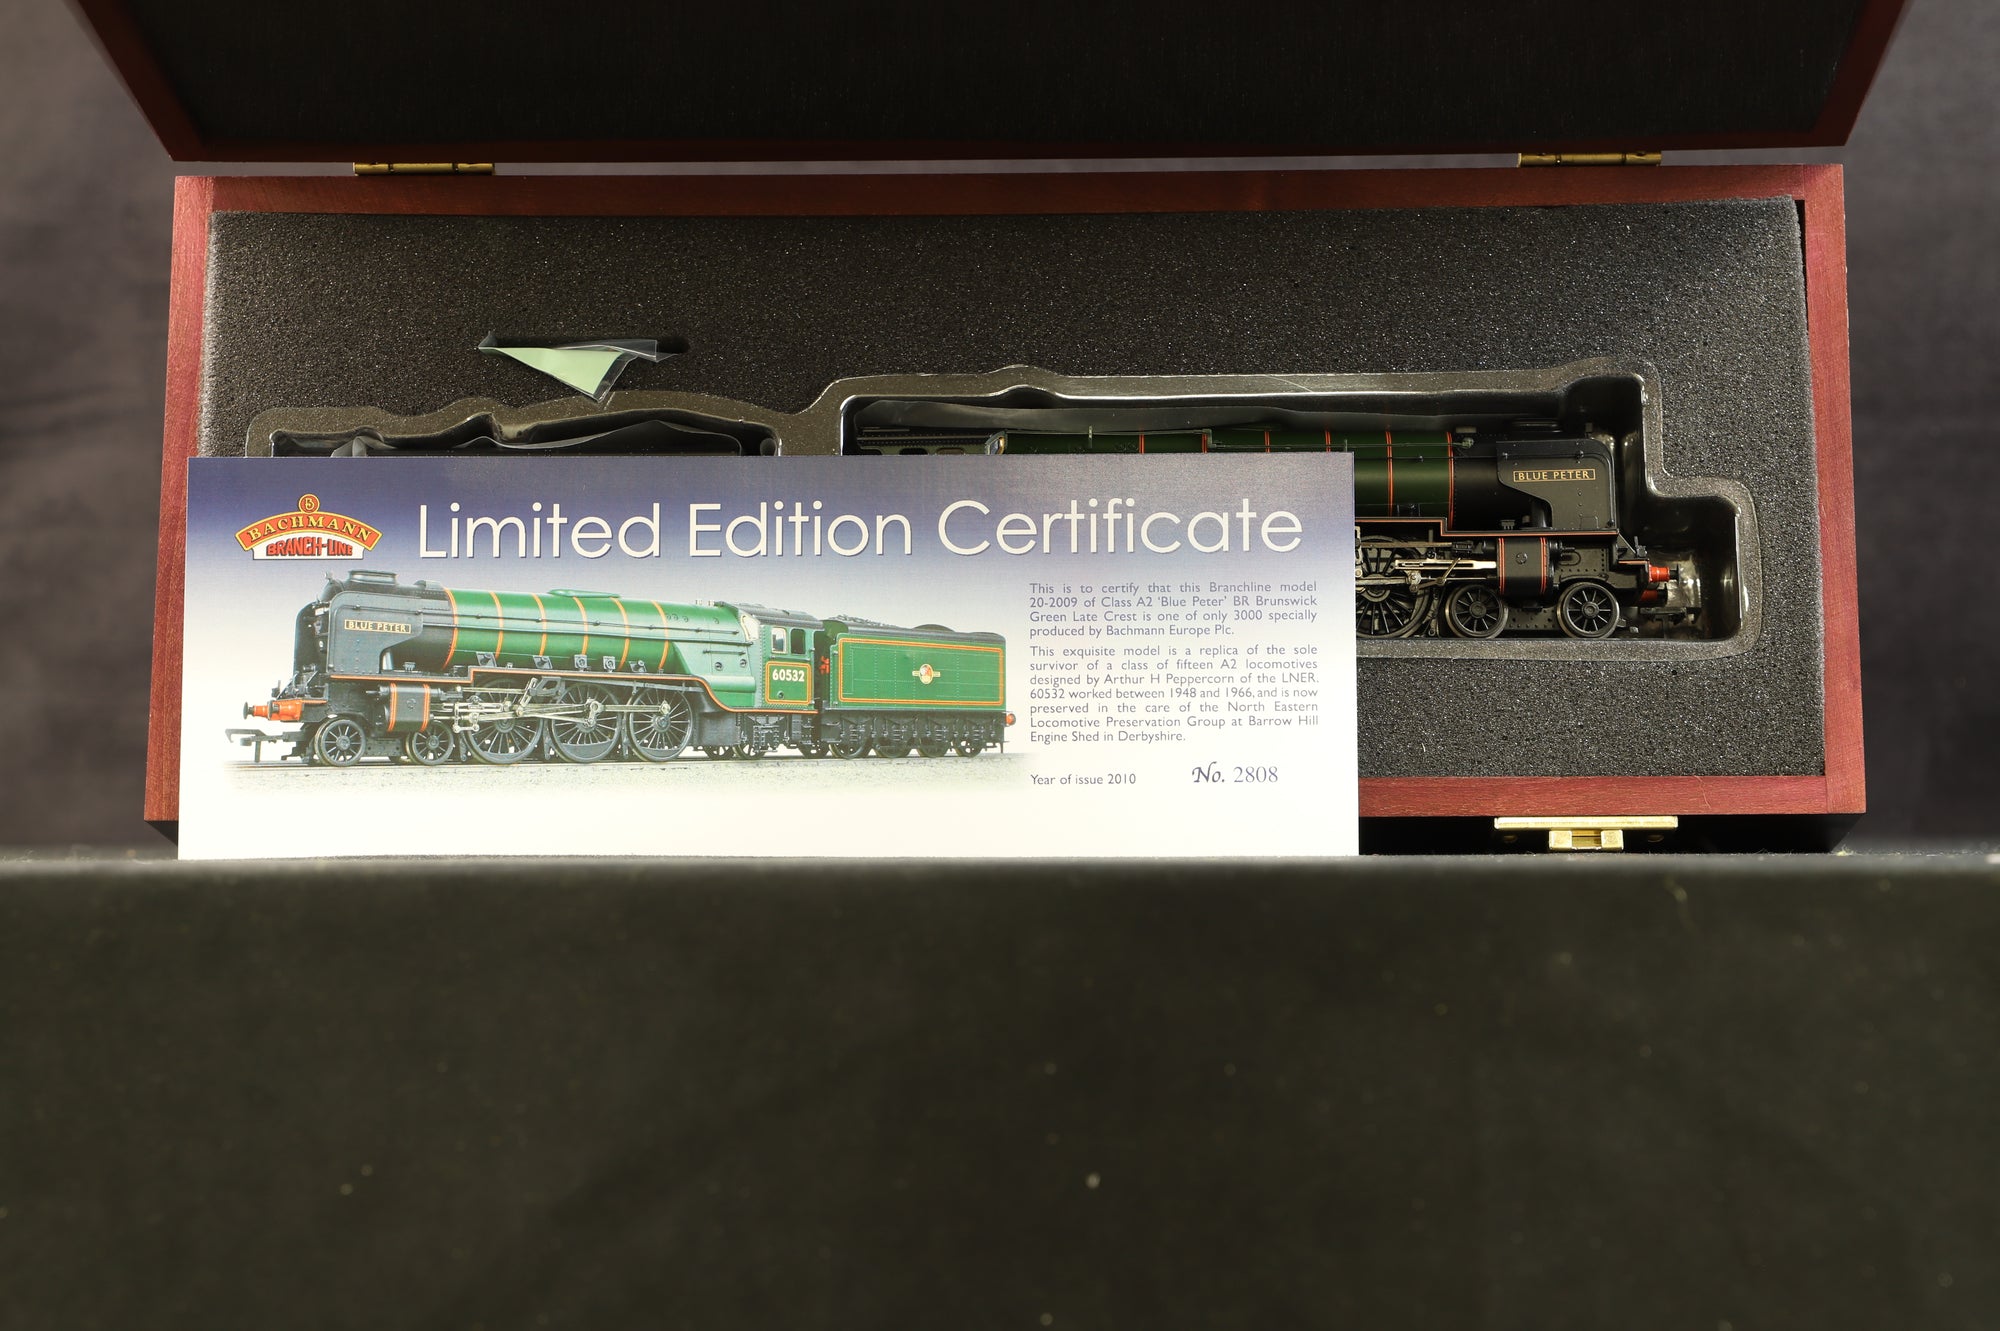 BLUE PETER
B
BACHMANN
BRANCH-LINE
Limited Edition Certificate
This is to certify that this Branchline model
20-2009 of Class A2 'Blue Peter' BR Brunswick
Green Late Crest is one of only 3000 specially
produced by Bachmann Europe Plc.
This exquisite model is a replica of the sole
survivor of a class of fifteen A2 locomotives
designed by Arthur H Peppercorn of the LNER.
60532 worked between 1948 and 1966, and is now
preserved in the care of the North Eastern
Locomotive Preservation Group at Barrow Hill
Engine Shed in Derbyshire.
Year of issue 2010 No. 2808
BLUE PETER
60532